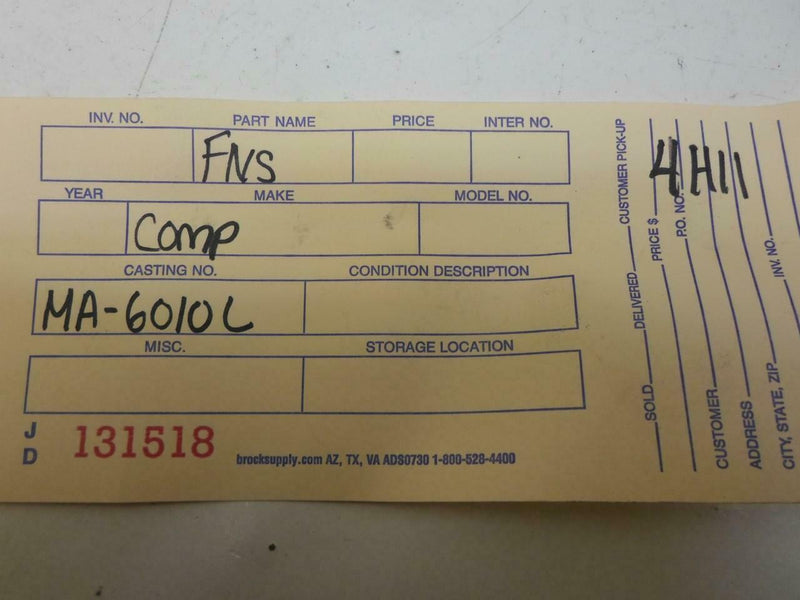 INV. NO. PART NAME PRICE INTER NO.
FNS
YEAR MAKE MODEL NO.
Comp
CASTING NO. CONDITION DESCRIPTION
MA-6010L
MISC. STORAGE LOCATION
J
D
131518
brocksupply.com AZ, TX, VA ADS0730 1-800-528-4400
SOLD DELIVERED CUSTOMER PICK-UP
PRICE $
P.O. NO.
CUSTOMER
ADDRESS INV. NO.
CITY, STATE, ZIP
4H11